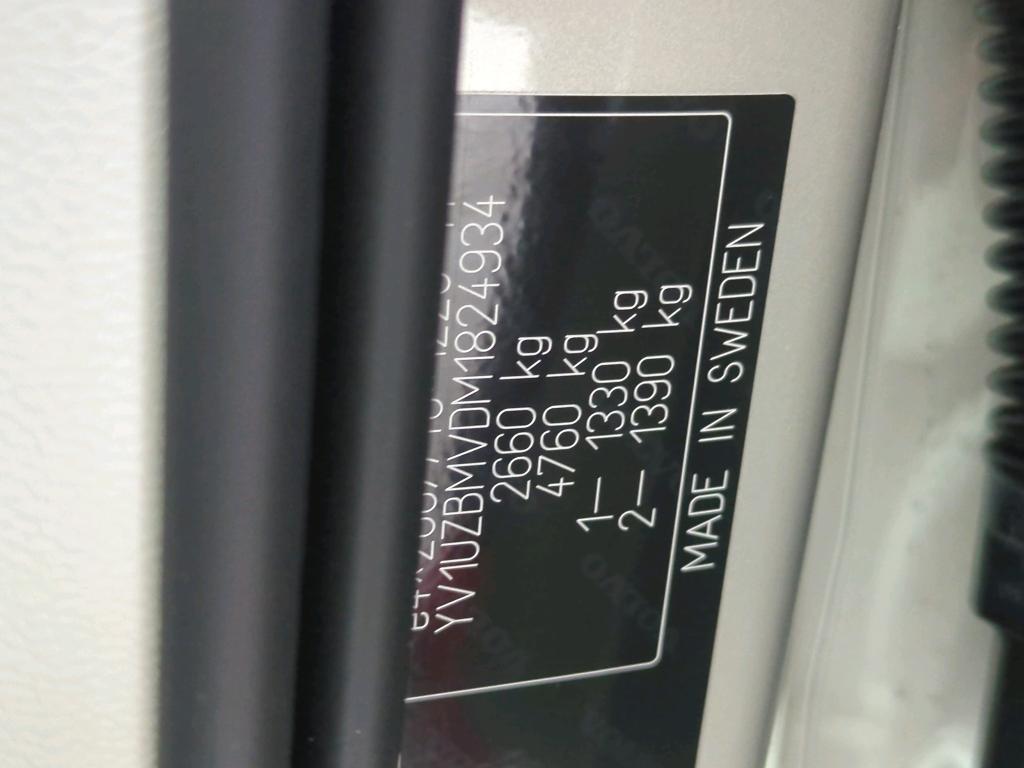 YV1UZBMVDM1824934
2660 kg
4760 kg
1– 1330 kg
2– 1390 kg
MADE IN SWEDEN